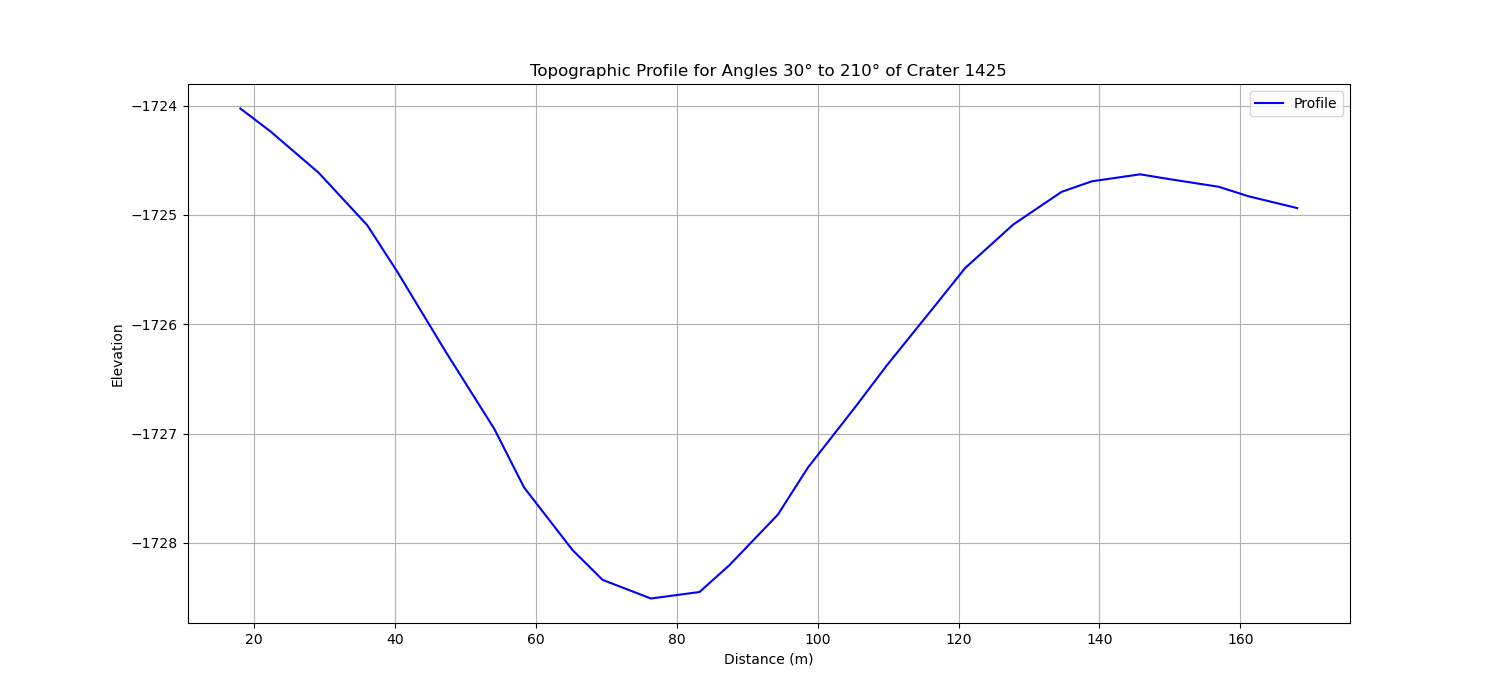 Topographic Profile for Angles 30° to 210° of Crater 1425
Profile
Elevation
−1724
−1725
−1726
−1727
−1728
20 40 60 80 100 120 140 160
Distance (m)